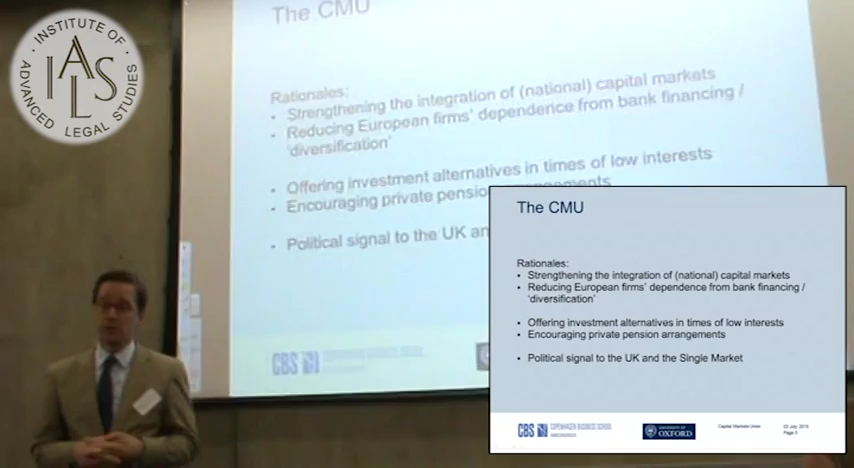 INSTITUTE OF
ADVANCED LEGAL STUDIES
IALS
The CMU
Rationales:
• Strengthening the integration of (national) capital markets
• Reducing European firms' dependence from bank financing /
'diversification'
• Offering investment alternatives in times of low interests
• Encouraging private pension arrangements
• Political signal to the UK an
CBS COPENHAGEN BUSINESS SCHOOL
The CMU
Rationales:
• Strengthening the integration of (national) capital markets
• Reducing European firms' dependence from bank financing /
'diversification'
• Offering investment alternatives in times of low interests
• Encouraging private pension arrangements
• Political signal to the UK and the Single Market
CBS COPENHAGEN BUSINESS SCHOOL
UNIVERSITY OF
OXFORD
Capital Markets Union
03 July 2015
Page 3